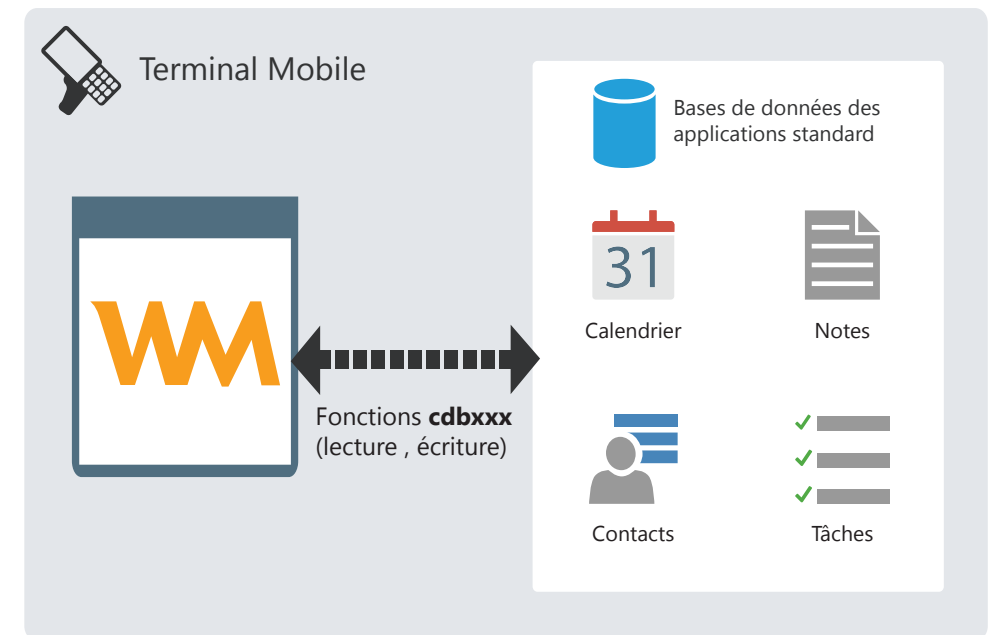 Terminal Mobile
Bases de données des
applications standard
31
Calendrier
Notes
WM
Fonctions cdbxxx
(lecture , écriture)
Contacts
Tâches